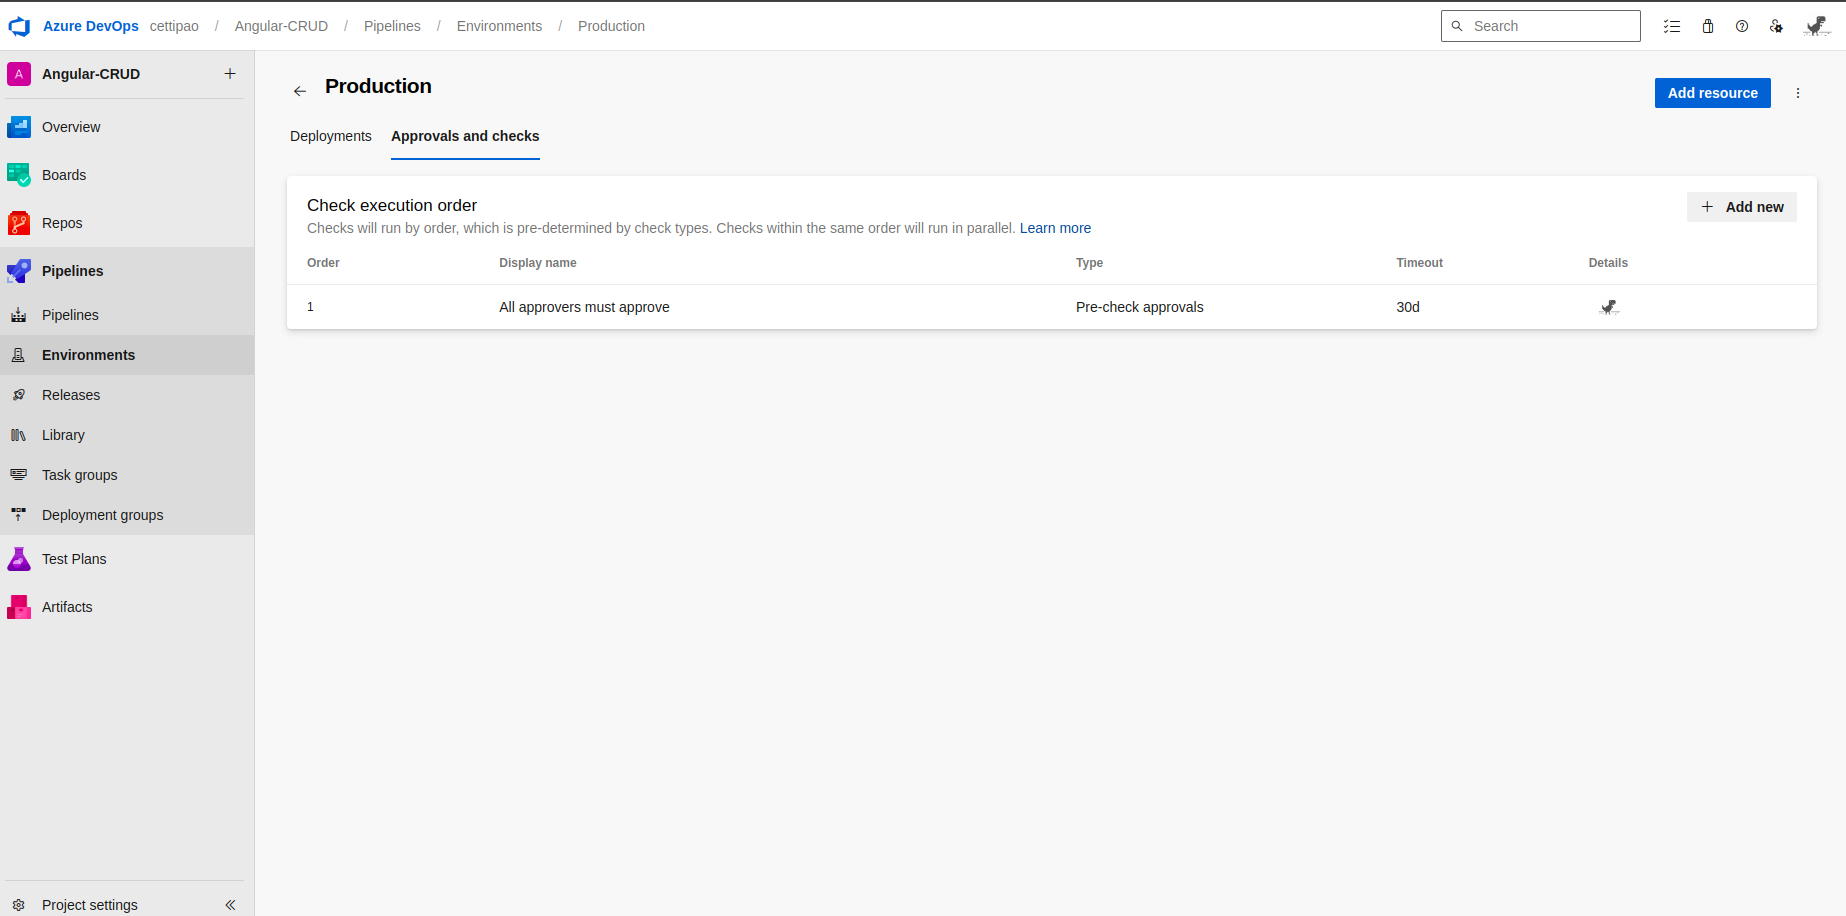 Azure DevOps cettipao / Angular-CRUD / Pipelines / Environments / Production
Search
A Angular-CRUD
Overview
Boards
Repos
Pipelines
Pipelines
Environments
Releases
Library
Task groups
Deployment groups
Test Plans
Artifacts
Project settings
Production
Add resource
Deployments Approvals and checks
Check execution order
Add new
Checks will run by order, which is pre-determined by check types. Checks within the same order will run in parallel. Learn more
Order Display name Type Timeout Details
1 All approvers must approve Pre-check approvals 30d